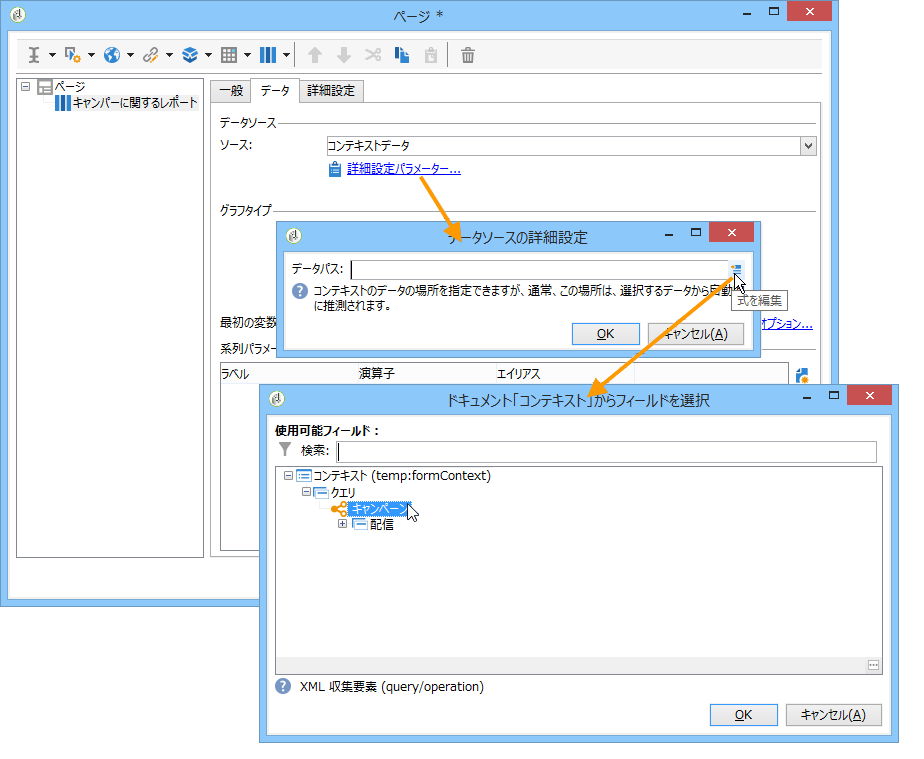 ページ *
ページ
キャンパーに関するレポート
一般
データ
詳細設定
データソース
ソース:
コンテキストデータ
詳細設定パラメーター...
グラフタイプ
データソースの詳細設定
データパス:
コンテキストのデータの場所を指定できますが、通常、この場所は、選択するデータから自動的
に推測されます。
式を編集
OK
キャンセル(A)
最初の変数
オプション...
系列パラメー
ラベル
演算子
エイリアス
ドキュメント「コンテキスト」からフィールドを選択
使用可能フィールド:
検索:
コンテキスト (temp:formContext)
クエリ
キャンペーン
配信
XML 収集要素 (query/operation)
OK
キャンセル(A)